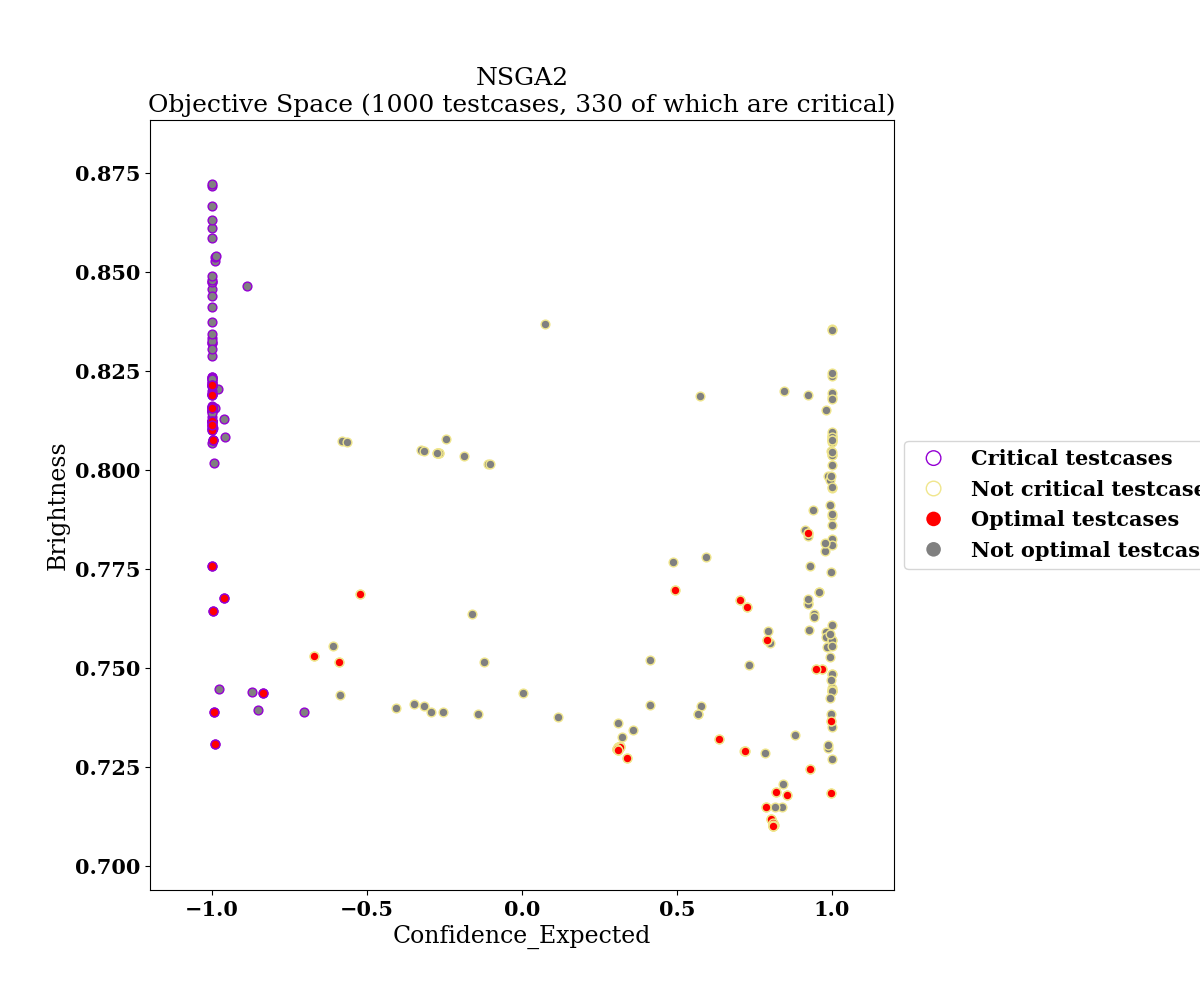 NSGA2
Objective Space (1000 testcases, 330 of which are critical)
0.875
0.850
0.825
0.800
0.775
0.750
0.725
0.700
Brightness
−1.0
−0.5
0.0
0.5
1.0
Confidence_Expected
Critical testcases
Not critical testcase
Optimal testcases
Not optimal testcas